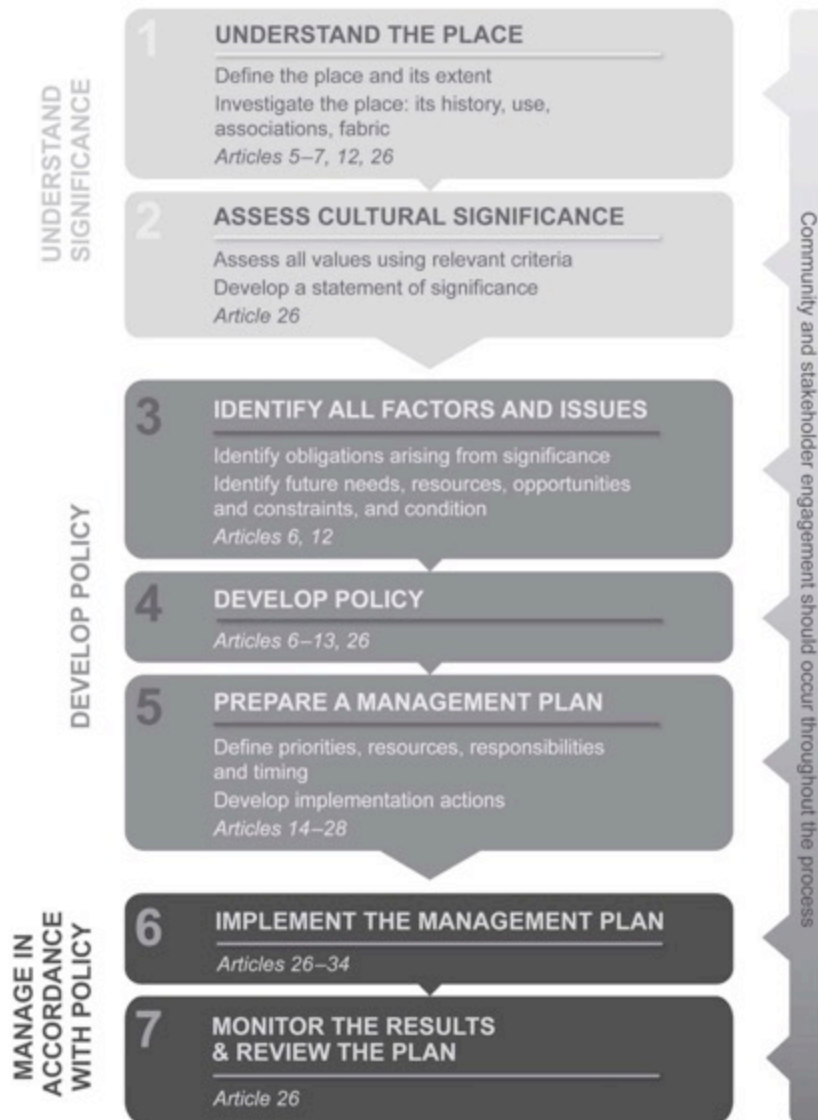 UNDERSTAND
SIGNIFICANCE
1
UNDERSTAND THE PLACE
Define the place and its extent
Investigate the place: its history, use,
associations, fabric
Articles 5–7, 12, 26
2
ASSESS CULTURAL SIGNIFICANCE
Assess all values using relevant criteria
Develop a statement of significance
Article 26
DEVELOP POLICY
3
IDENTIFY ALL FACTORS AND ISSUES
Identify obligations arising from significance
Identify future needs, resources, opportunities
and constraints, and condition
Articles 6, 12
4
DEVELOP POLICY
Articles 6–13, 26
5
PREPARE A MANAGEMENT PLAN
Define priorities, resources, responsibilities
and timing
Develop implementation actions
Articles 14–28
MANAGE IN
ACCORDANCE
WITH POLICY
6
IMPLEMENT THE MANAGEMENT PLAN
Articles 26–34
7
MONITOR THE RESULTS
& REVIEW THE PLAN
Article 26
Community and stakeholder engagement should occur throughout the process